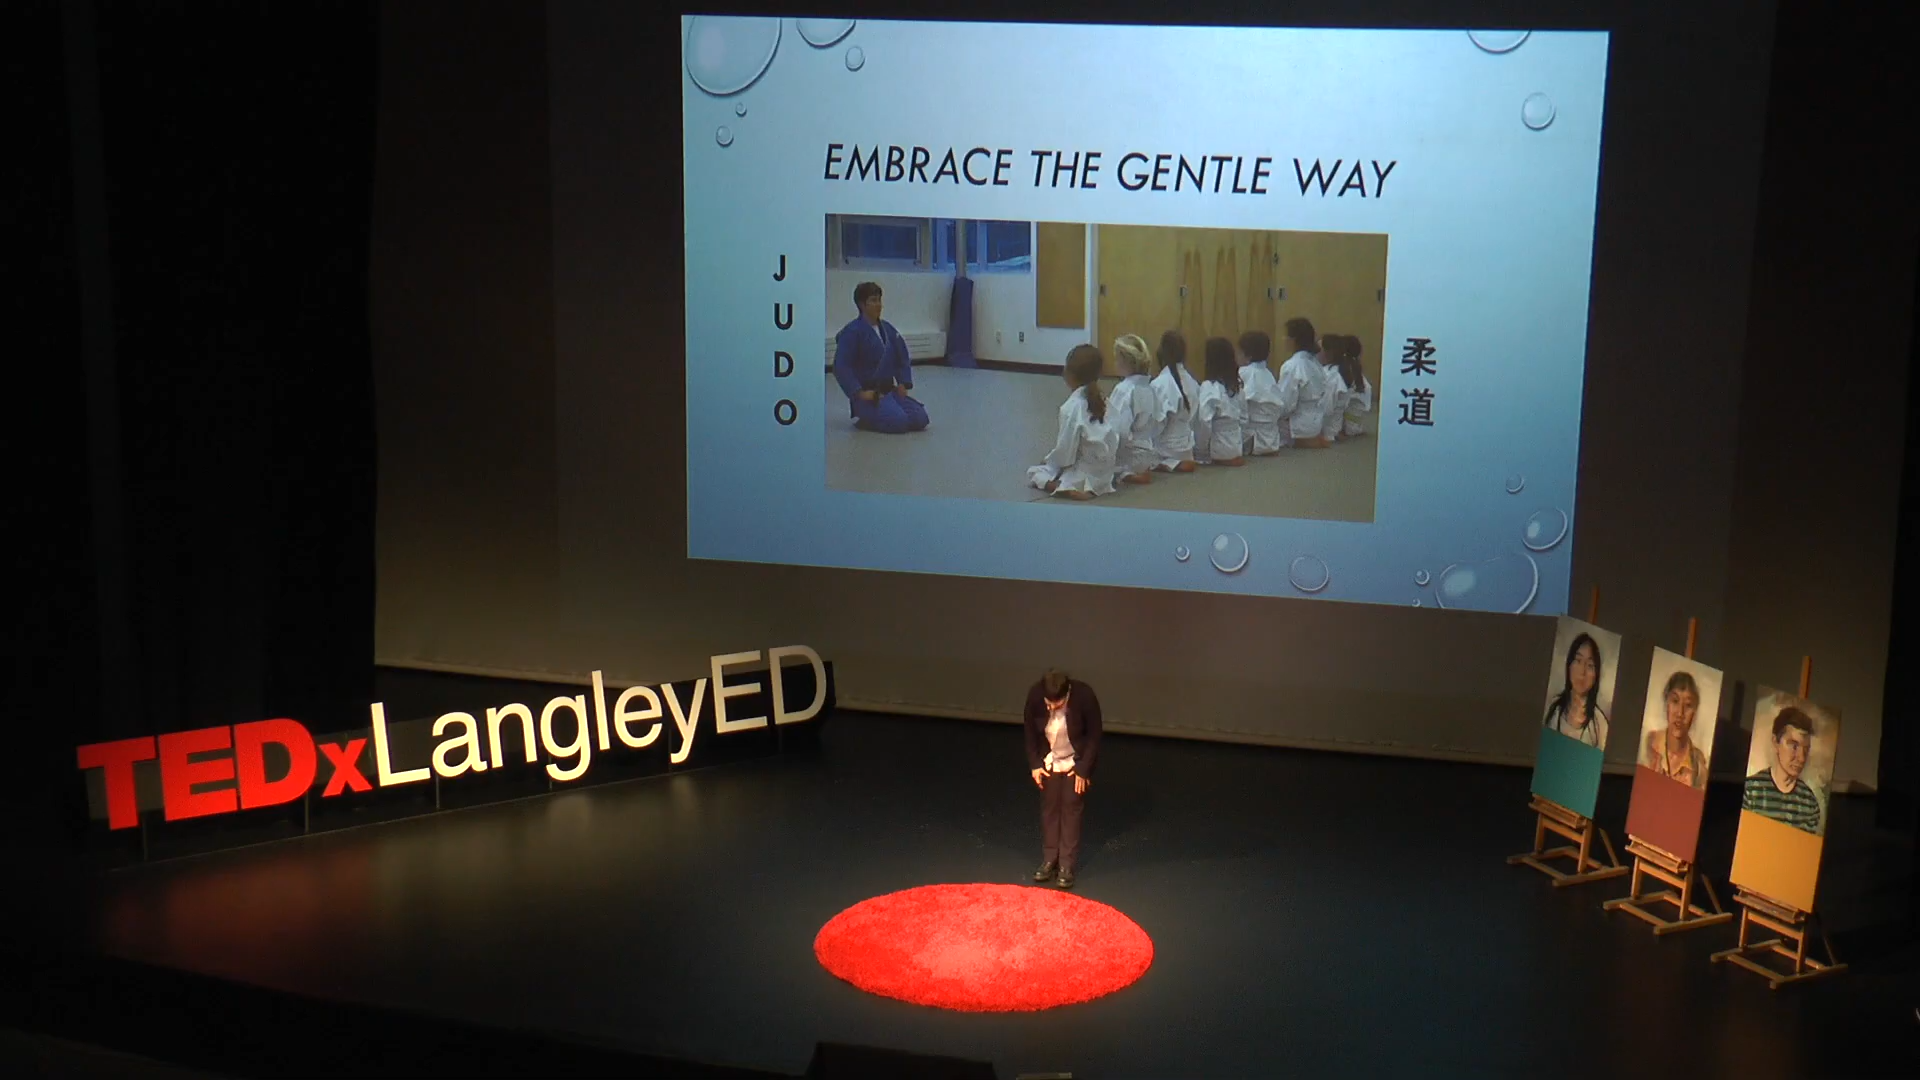 EMBRACE THE GENTLE WAY
J
U
D
O
柔
道
TEDxLangleyED